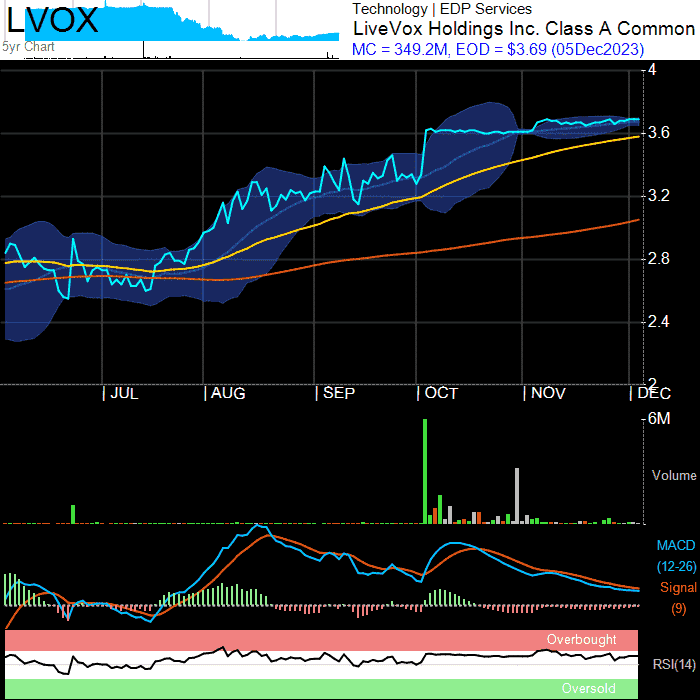 LVOX
5yr Chart
Technology | EDP Services
LiveVox Holdings Inc. Class A Common
MC = 349.2M, EOD = $3.69 (05Dec2023)
4
3.6
3.2
2.8
2.4
2
| JUL | AUG | SEP | OCT | NOV | DEC
6M
Volume
MACD
(12-26)
Signal
(9)
Overbought
RSI(14)
Oversold